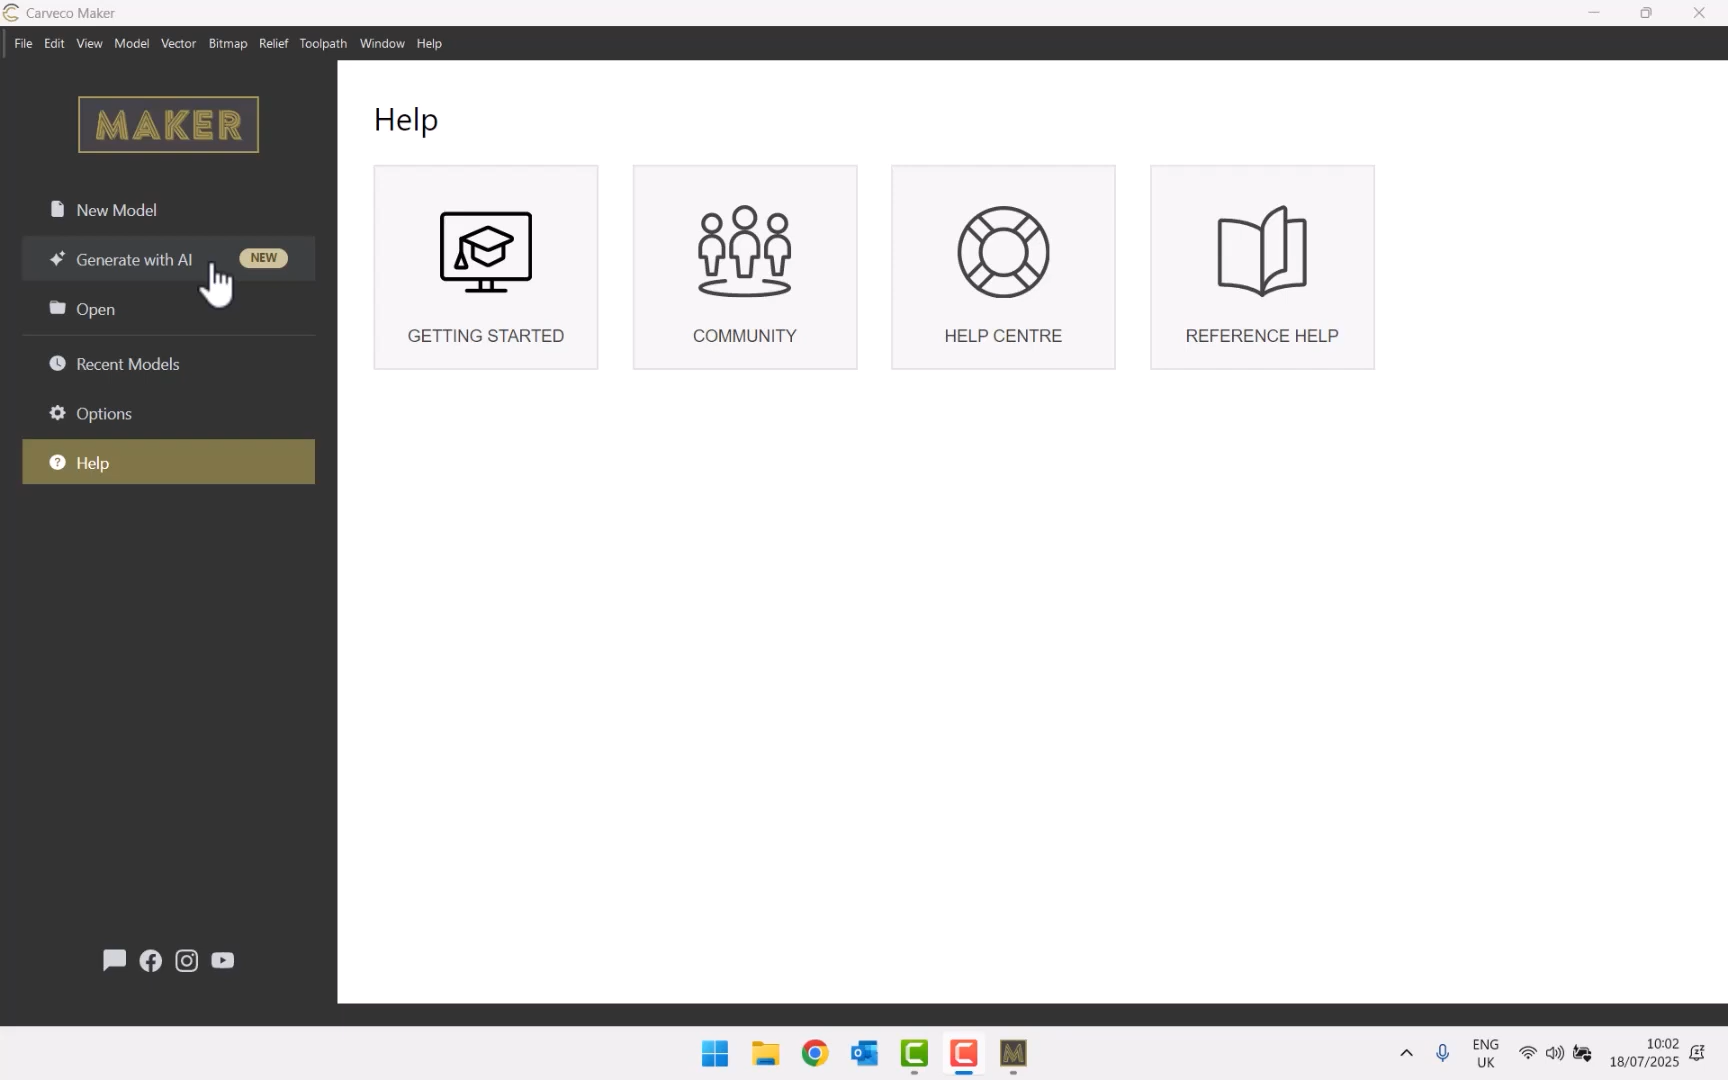 Carveco Maker
File Edit View Model Vector Bitmap Relief Toolpath Window Help
MAKER
New Model
Generate with AI NEW
Open
Recent Models
Options
Help
Help
GETTING STARTED
COMMUNITY
HELP CENTRE
REFERENCE HELP
ENG
UK
10:02
18/07/2025